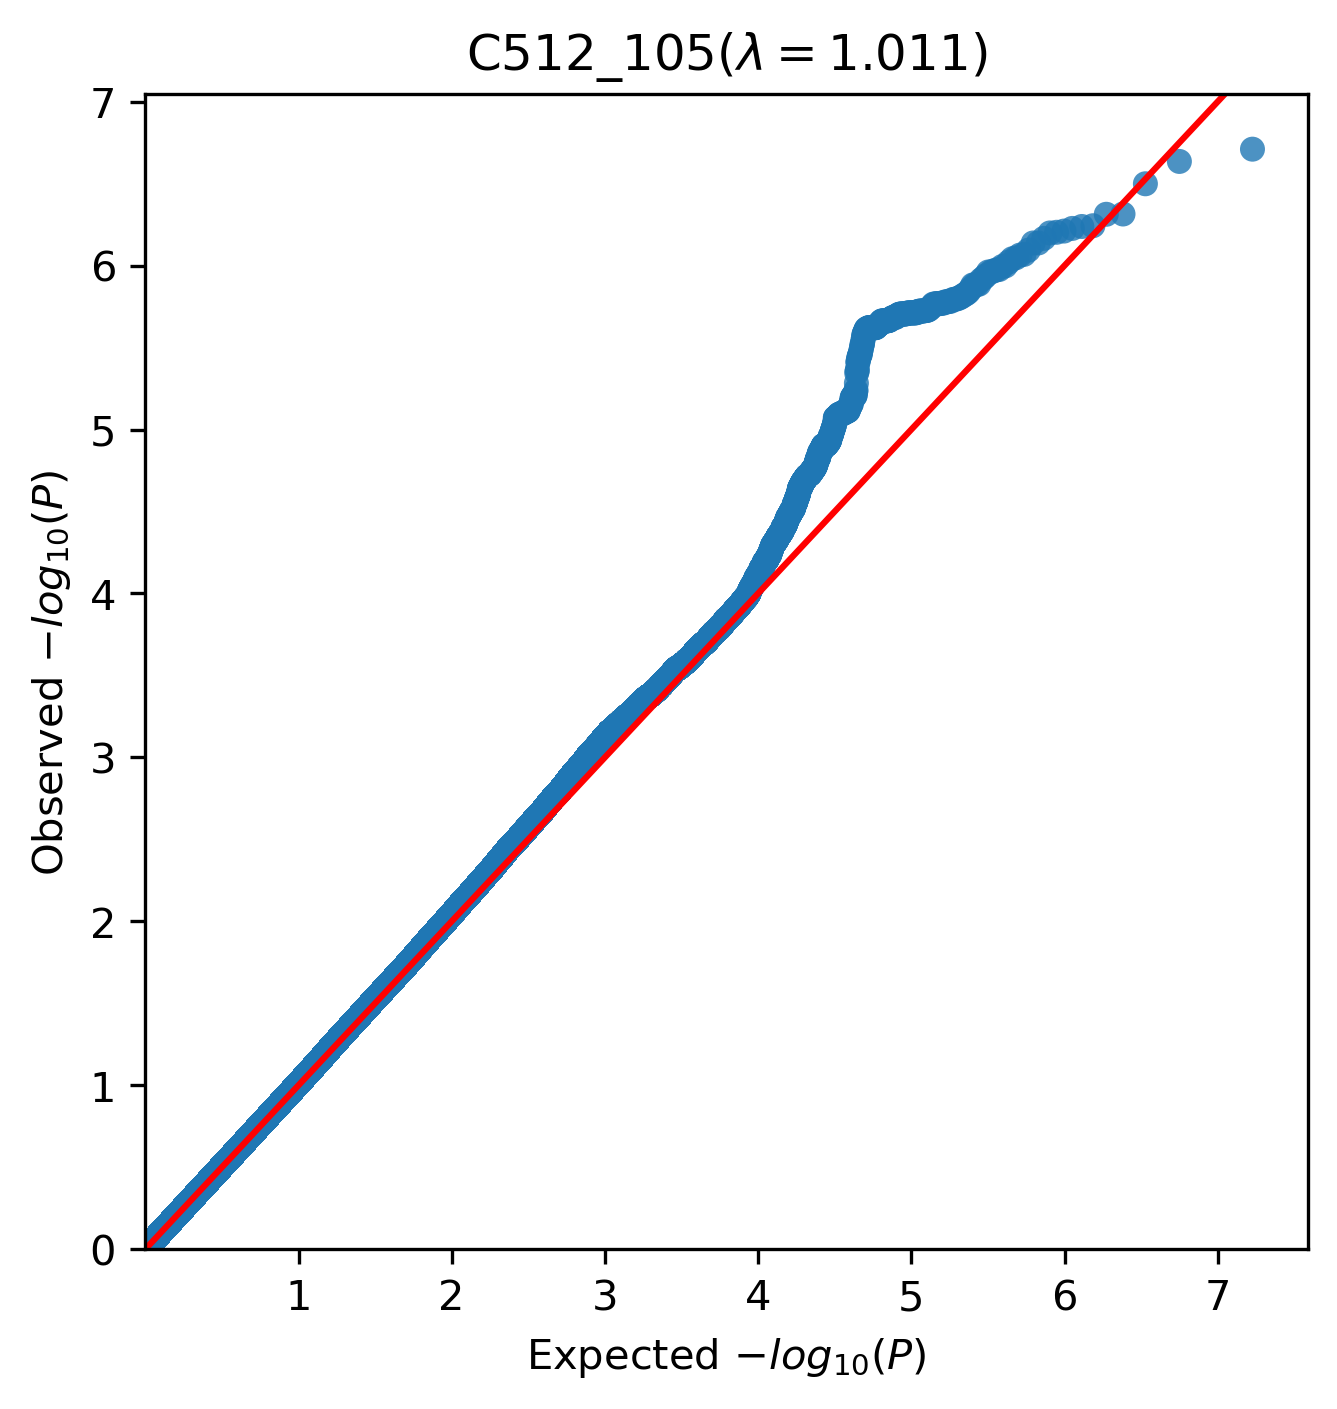 C512_105(λ = 1.011)
7
6
5
4
3
2
1
0
Observed −log₁₀(P)
1 2 3 4 5 6 7
Expected −log₁₀(P)